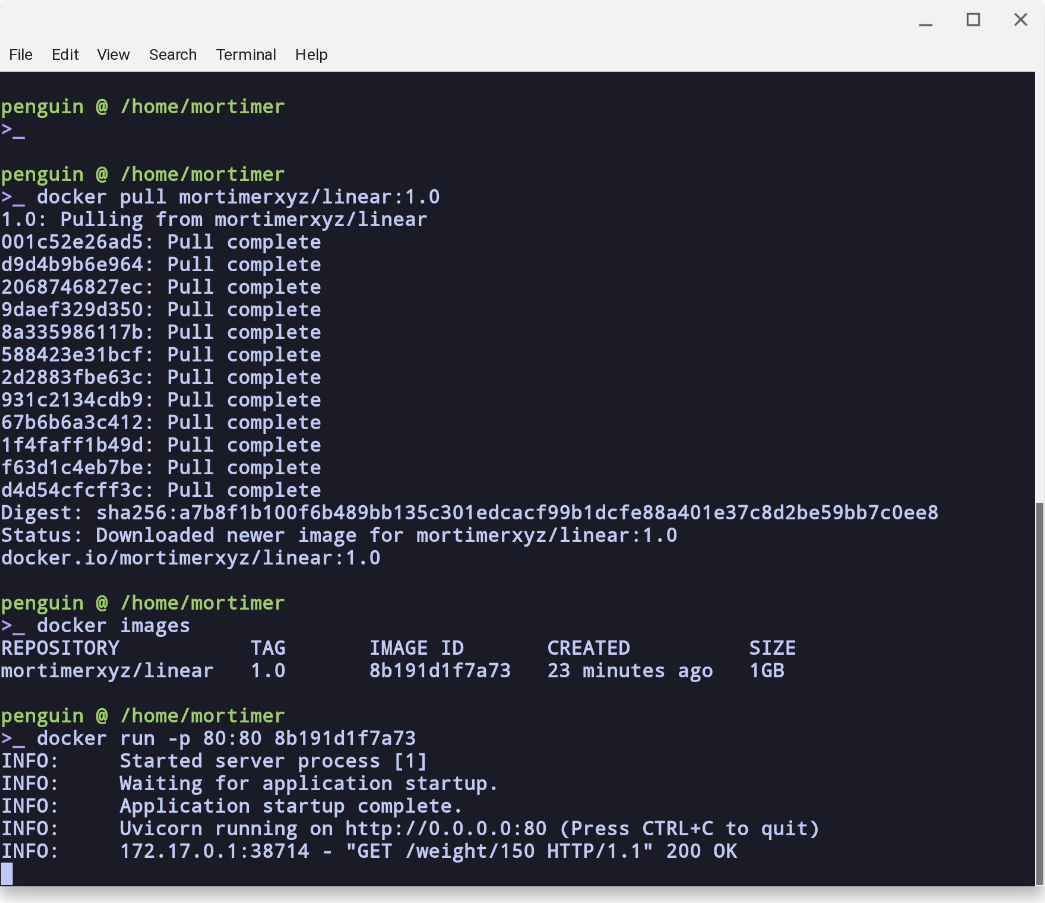 File Edit View Search Terminal Help
penguin @ /home/mortimer
>_
penguin @ /home/mortimer
>_ docker pull mortimerxyz/linear:1.0
1.0: Pulling from mortimerxyz/linear
001c52e26ad5: Pull complete
d9d4b9b6e964: Pull complete
2068746827ec: Pull complete
9daef329d350: Pull complete
8a335986117b: Pull complete
588423e31bcf: Pull complete
2d2883fbe63c: Pull complete
931c2134cdb9: Pull complete
67b6b6a3c412: Pull complete
1f4faff1b49d: Pull complete
f63d1c4eb7be: Pull complete
d4d54cfcff3c: Pull complete
Digest: sha256:a7b8f1b100f6b489bb135c301edcacf99b1dcfe88a401e37c8d2be59bb7c0ee8
Status: Downloaded newer image for mortimerxyz/linear:1.0
docker.io/mortimerxyz/linear:1.0
penguin @ /home/mortimer
>_ docker images
REPOSITORY TAG IMAGE ID CREATED SIZE
mortimerxyz/linear 1.0 8b191d1f7a73 23 minutes ago 1GB
penguin @ /home/mortimer
>_ docker run -p 80:80 8b191d1f7a73
INFO: Started server process [1]
INFO: Waiting for application startup.
INFO: Application startup complete.
INFO: Uvicorn running on http://0.0.0.0:80 (Press CTRL+C to quit)
INFO: 172.17.0.1:38714 - "GET /weight/150 HTTP/1.1" 200 OK